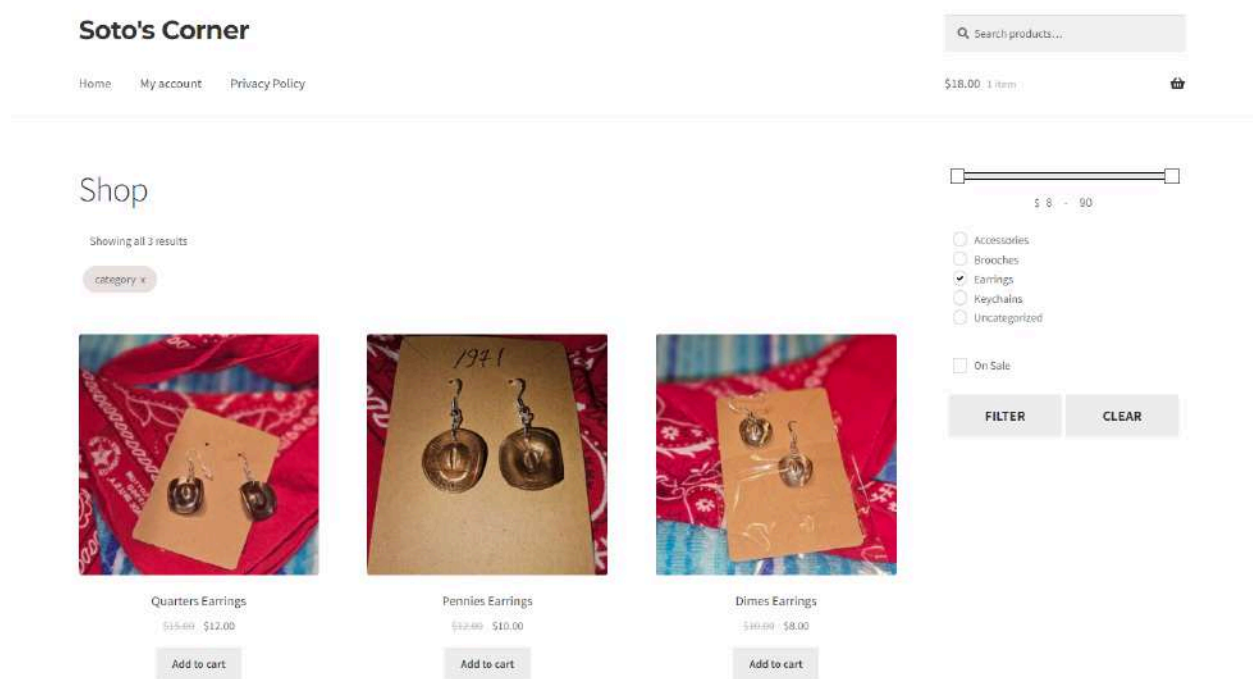 Soto's Corner
Search products...
Home My account Privacy Policy
$18.00 1 item
Shop
$ 8 - 90
Showing all 3 results
category x
Accessories
Brooches
Earrings
Keychains
Uncategorized
On Sale
FILTER CLEAR
1971
Quarters Earrings
$15.00 $12.00
Add to cart
Pennies Earrings
$12.00 $10.00
Add to cart
Dimes Earrings
$10.00 $8.00
Add to cart